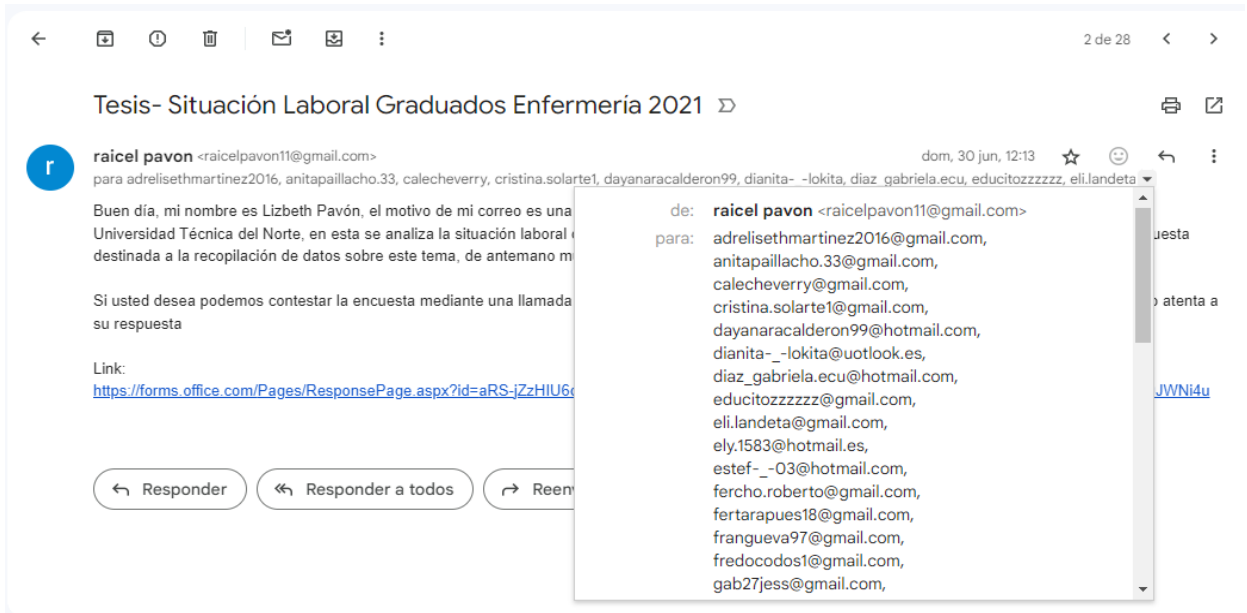 2 de 28
Tesis- Situación Laboral Graduados Enfermería 2021
r
raicel pavon <raicelpavon11@gmail.com>
dom, 30 jun, 12:13
para adrelisethmartinez2016, anitapaillacho.33, calecheverry, cristina.solarte1, dayanaracalderon99, dianita-_-lokita, diaz_gabriela.ecu, educitozzzzzz, eli.landeta
Buen día, mi nombre es Lizbeth Pavón, el motivo de mi correo es una
Universidad Técnica del Norte, en esta se analiza la situación laboral
destinada a la recopilación de datos sobre este tema, de antemano
Si usted desea podemos contestar la encuesta mediante una llamada
atenta a
su respuesta
Link:
https://forms.office.com/Pages/ResponsePage.aspx?id=aRS-jZzHIU6
JWNi4u
Responder
Responder a todos
de: raicel pavon <raicelpavon11@gmail.com>
para: adrelisethmartinez2016@gmail.com,
anitapaillacho.33@gmail.com,
calecheverry@gmail.com,
cristina.solarte1@gmail.com,
dayanaracalderon99@hotmail.com,
dianita-_-lokita@uotlook.es,
diaz_gabriela.ecu@hotmail.com,
educitozzzzzz@gmail.com,
eli.landeta@gmail.com,
ely.1583@hotmail.es,
estef-_-03@hotmail.com,
fercho.roberto@gmail.com,
fertarapues18@gmail.com,
frangueva97@gmail.com,
fredocodos1@gmail.com,
gab27jess@gmail.com,